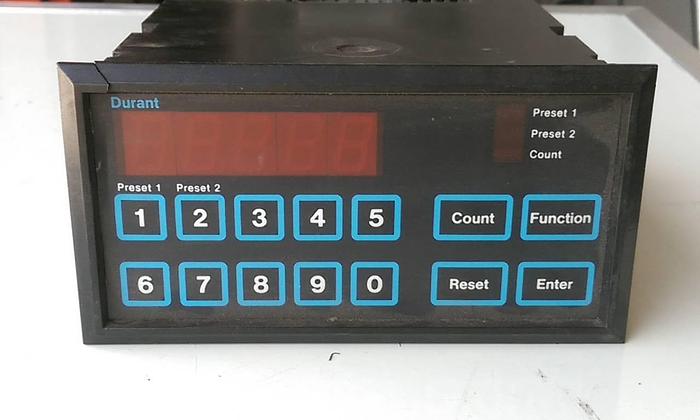 Durant
Preset 1
Preset 2
Count
Preset 1 Preset 2
1 2 3 4 5 Count Function
6 7 8 9 0 Reset Enter